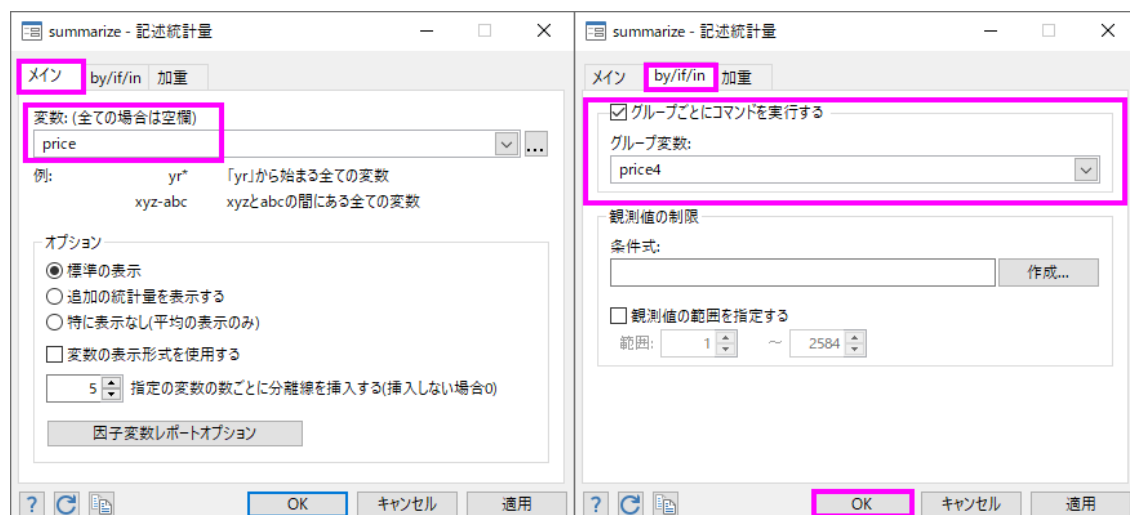 summarize - 記述統計量
メイン by/if/in 加重
変数: (全ての場合は空欄)
price
...
例: yr* 「yr」から始まる全ての変数
xyz-abc xyzとabcの間にある全ての変数
オプション
標準の表示
追加の統計量を表示する
特に表示なし(平均の表示のみ)
変数の表示形式を使用する
5 指定の変数の数ごとに分離線を挿入する(挿入しない場合0)
因子変数レポートオプション
? OK キャンセル 適用
summarize - 記述統計量
メイン by/if/in 加重
グループごとにコマンドを実行する
グループ変数:
price4
観測値の制限
条件式:
作成...
観測値の範囲を指定する
範囲: 1 ～ 2584
? OK キャンセル 適用